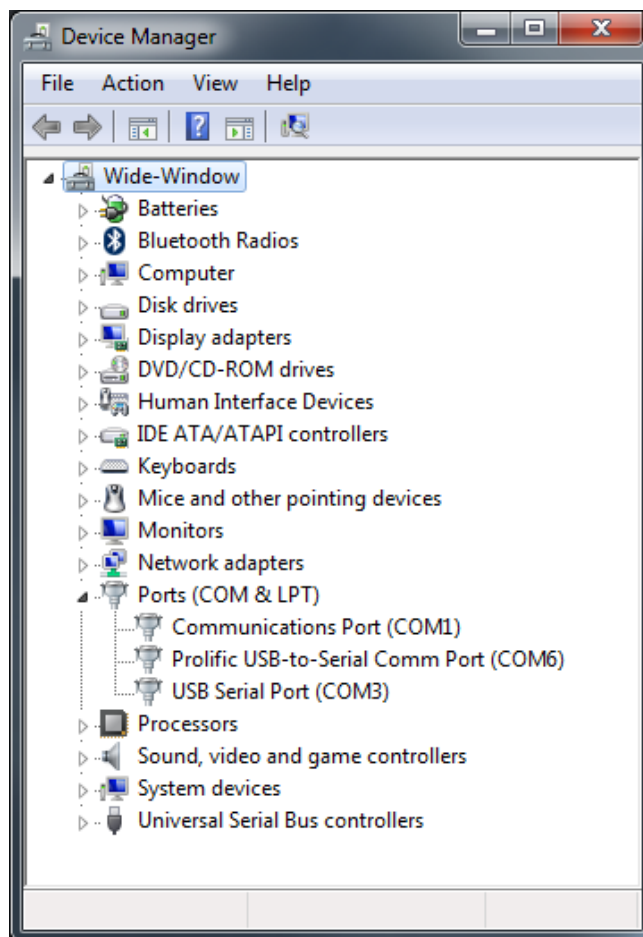 Device Manager
File Action View Help
Wide-Window
Batteries
Bluetooth Radios
Computer
Disk drives
Display adapters
DVD/CD-ROM drives
Human Interface Devices
IDE ATA/ATAPI controllers
Keyboards
Mice and other pointing devices
Monitors
Network adapters
Ports (COM & LPT)
Communications Port (COM1)
Prolific USB-to-Serial Comm Port (COM6)
USB Serial Port (COM3)
Processors
Sound, video and game controllers
System devices
Universal Serial Bus controllers